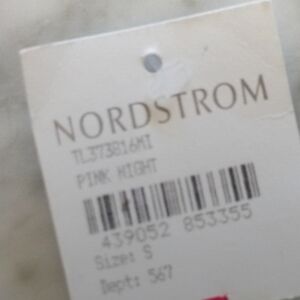 NORDSTROM
TL373816MI
PINK NIGHT
439052 853355
Size: S
Dept: 567